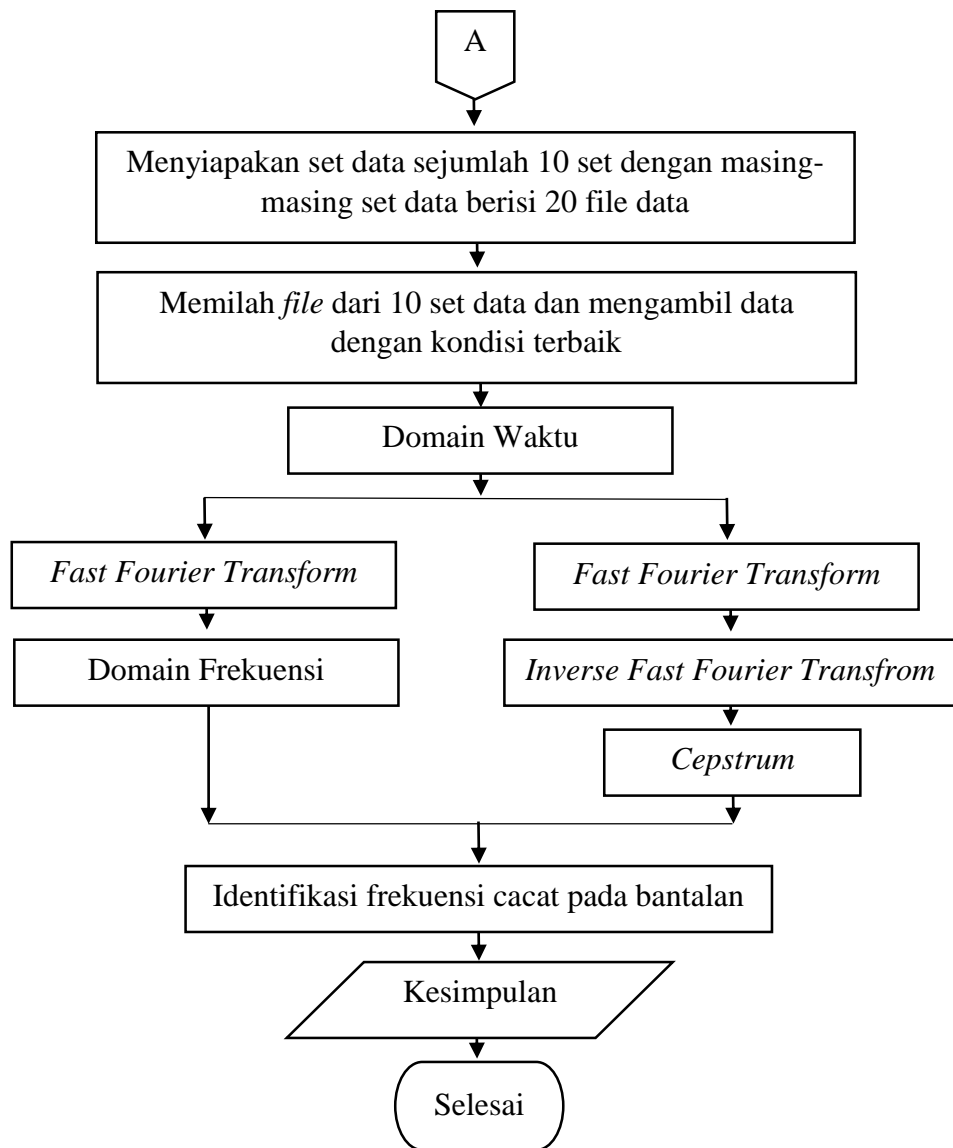 A
Menyiapakan set data sejumlah 10 set dengan masing-
masing set data berisi 20 file data
Memilah file dari 10 set data dan mengambil data
dengan kondisi terbaik
Domain Waktu
Fast Fourier Transform
Fast Fourier Transform
Domain Frekuensi
Inverse Fast Fourier Transfrom
Cepstrum
Identifikasi frekuensi cacat pada bantalan
Kesimpulan
Selesai